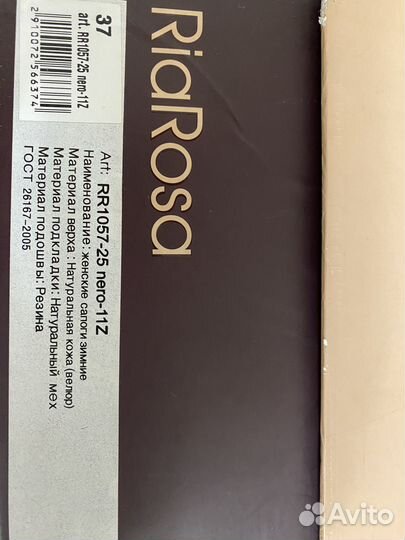 RiaRosa
37
art. RR1057-25 nero-11Z
2910072566374
Art: RR1057-25 nero-11Z
Наименование: женские сапоги зимние
Материал верха : Натуральная кожа (велюр)
Материал подкладки: Натуральный мех
Материал подошвы: Резина
ГОСТ 26167-2005
Avito